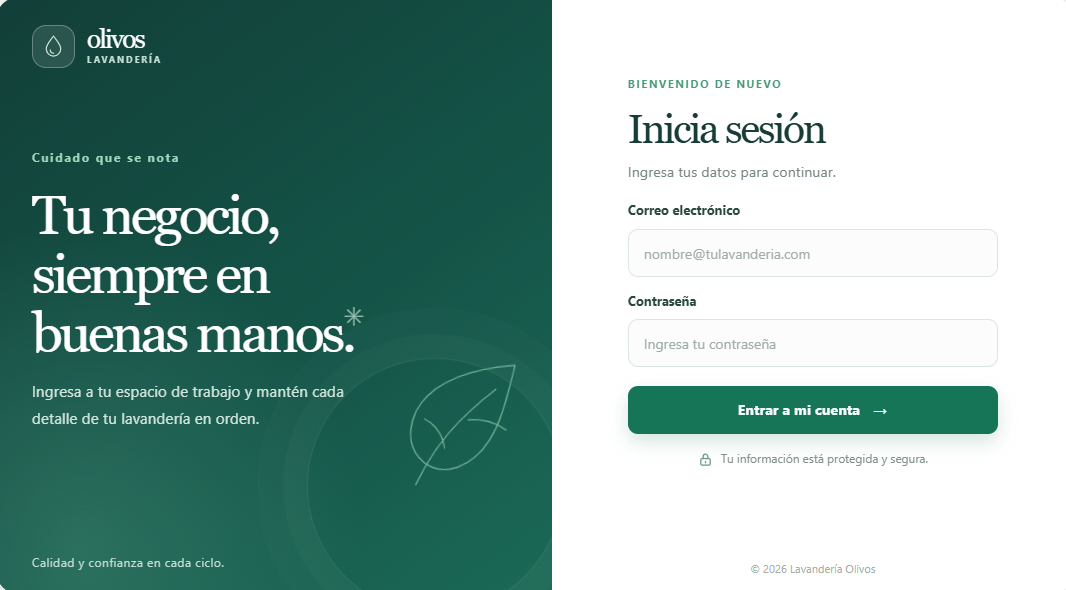 olivos
LAVANDERÍA
Cuidado que se nota
Tu negocio,
siempre en
buenas manos.
Ingresa a tu espacio de trabajo y mantén cada
detalle de tu lavandería en orden.
Calidad y confianza en cada ciclo.
BIENVENIDO DE NUEVO
Inicia sesión
Ingresa tus datos para continuar.
Correo electrónico
nombre@tulavanderia.com
Contraseña
Ingresa tu contraseña
Entrar a mi cuenta →
Tu información está protegida y segura.
© 2026 Lavandería Olivos